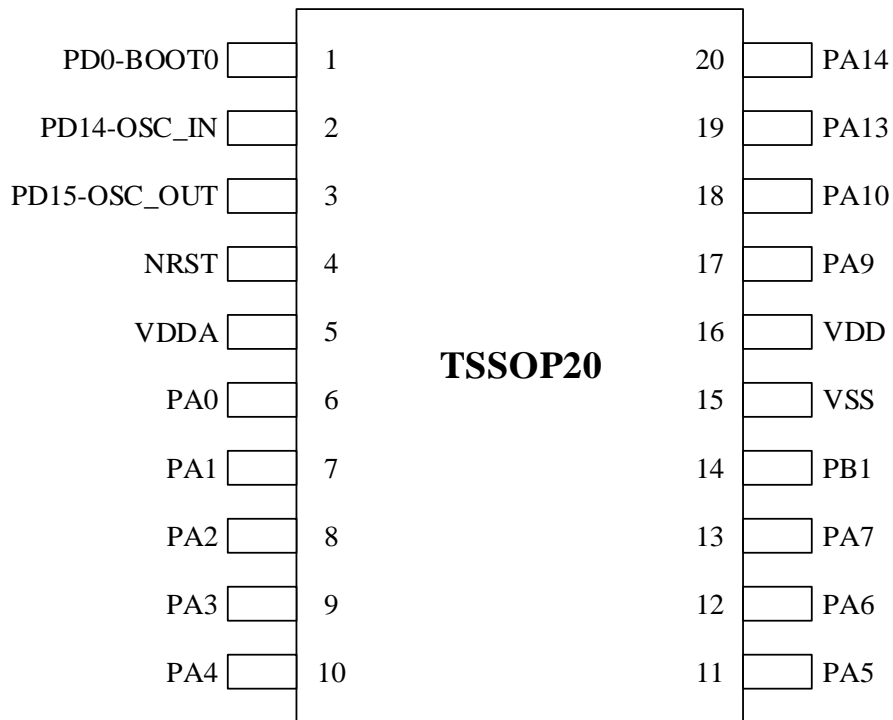 PD0-BOOT0 1 20 PA14
PD14-OSC_IN 2 19 PA13
PD15-OSC_OUT 3 18 PA10
NRST 4 17 PA9
VDDA 5 16 VDD
TSSOP20
PA0 6 15 VSS
PA1 7 14 PB1
PA2 8 13 PA7
PA3 9 12 PA6
PA4 10 11 PA5